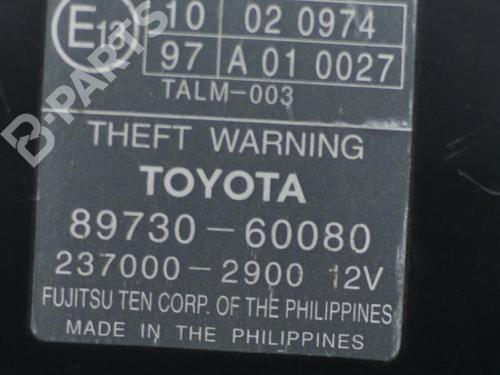 E13
10 02 0974
97 A 01 0027
TALM-003
THEFT WARNING
TOYOTA
89730-60080
237000-2900 12V
FUJITSU TEN CORP. OF THE PHILIPPINES
MADE IN THE PHILIPPINES
B-PARTS
B-PARTS